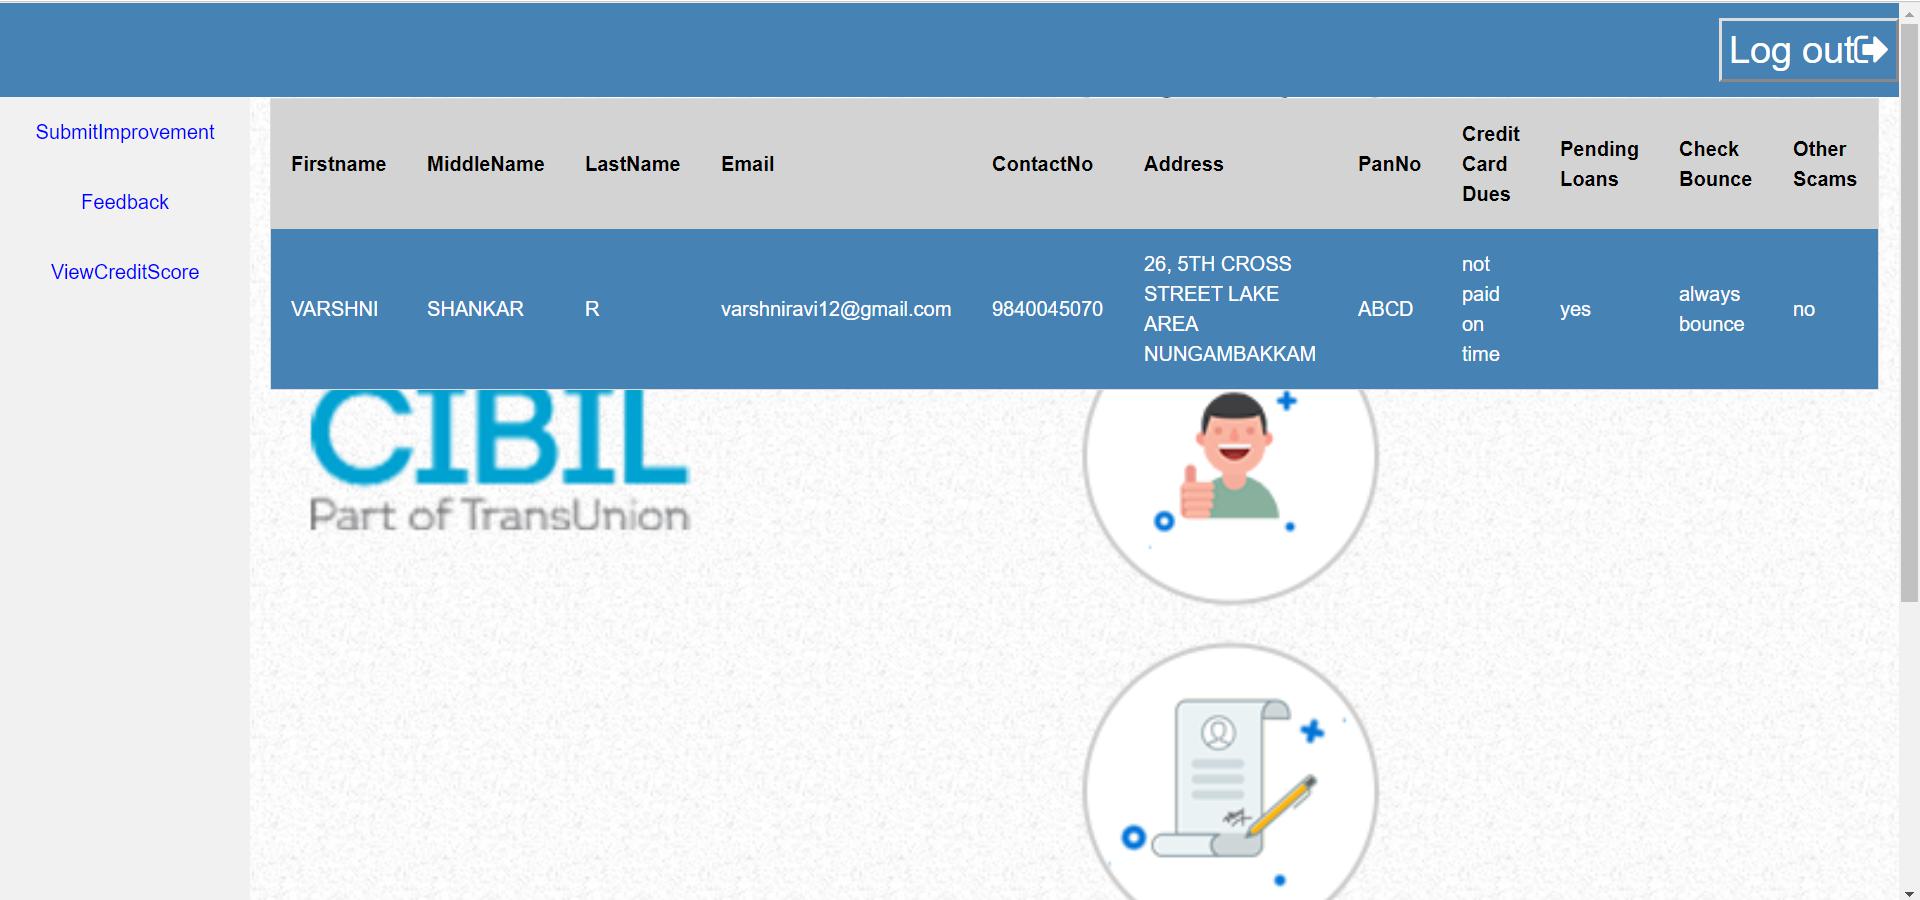 Log out
SubmitImprovement
Feedback
ViewCreditScore
Firstname MiddleName LastName Email ContactNo Address PanNo Credit Card Dues Pending Loans Check Bounce Other Scams
VARSHNI SHANKAR R varshniravi12@gmail.com 9840045070 26, 5TH CROSS STREET LAKE AREA NUNGAMBAKKAM ABCD not paid on time yes always bounce no
CIBIL
Part of TransUnion